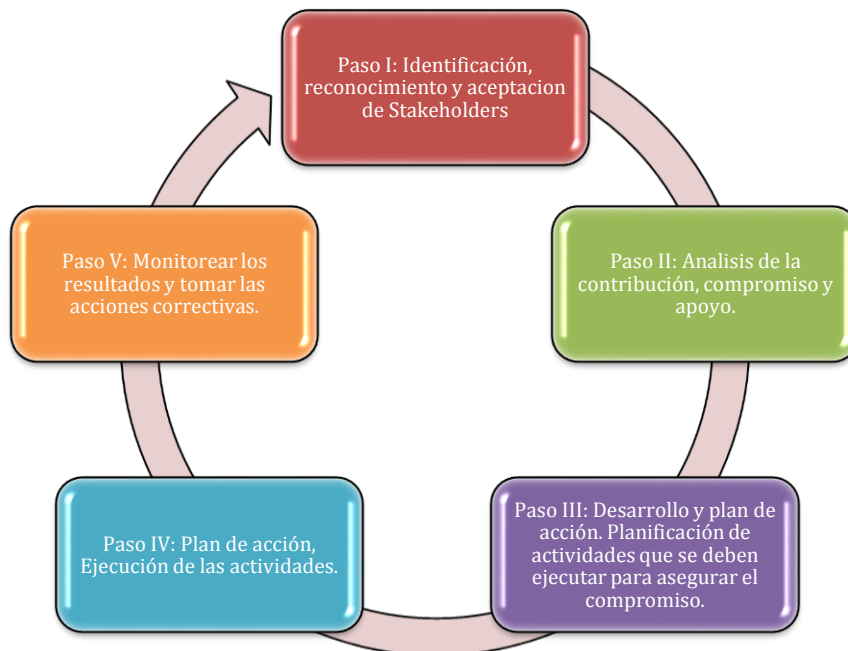 Paso I: Identificación,
reconocimiento y aceptacion
de Stakeholders
Paso II: Analisis de la
contribución, compromiso y
apoyo.
Paso III: Desarrollo y plan de
acción. Planificación de
actividades que se deben
ejecutar para asegurar el
compromiso.
Paso IV: Plan de acción,
Ejecución de las actividades.
Paso V: Monitorear los
resultados y tomar las
acciones correctivas.